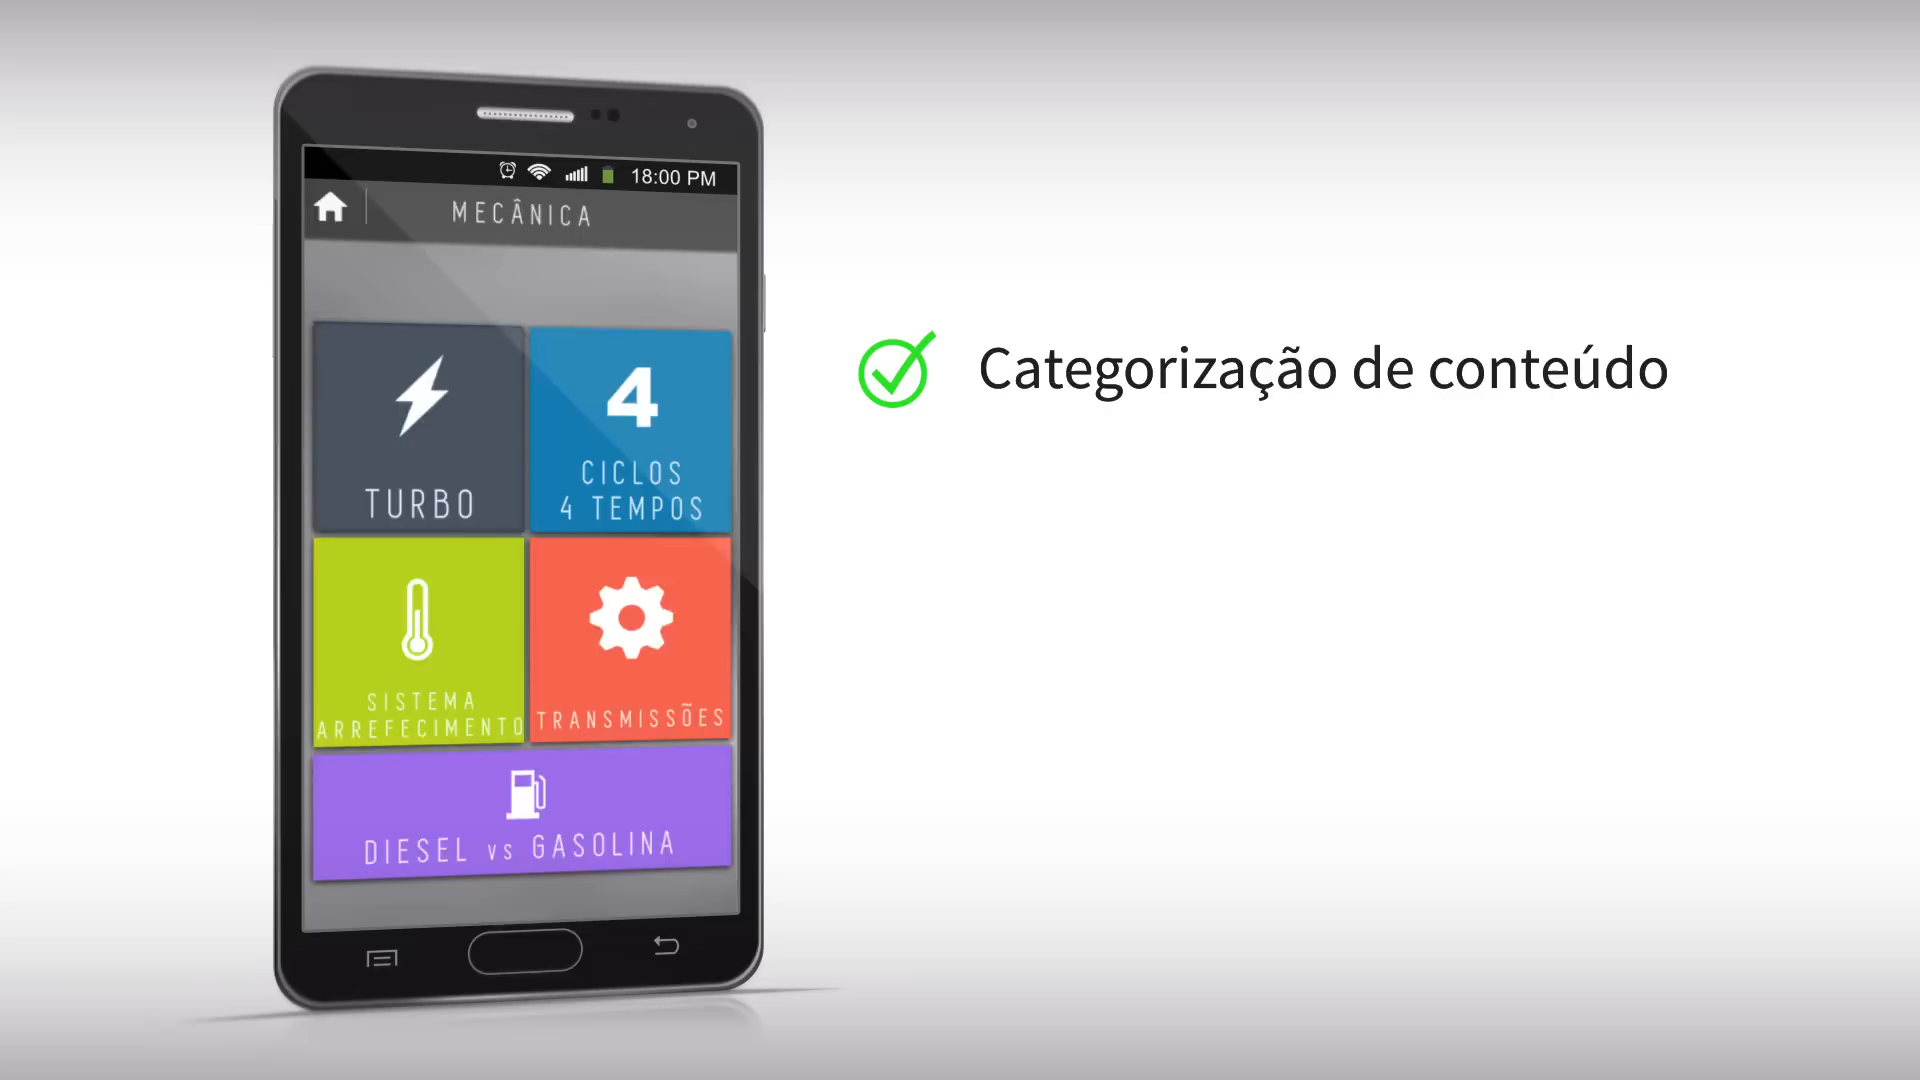 18:00 PM
MECÂNICA
TURBO
4
CICLOS
4 TEMPOS
SISTEMA
ARREFECIMENTO
TRANSMISSÕES
DIESEL vs GASOLINA
Categorização de conteúdo